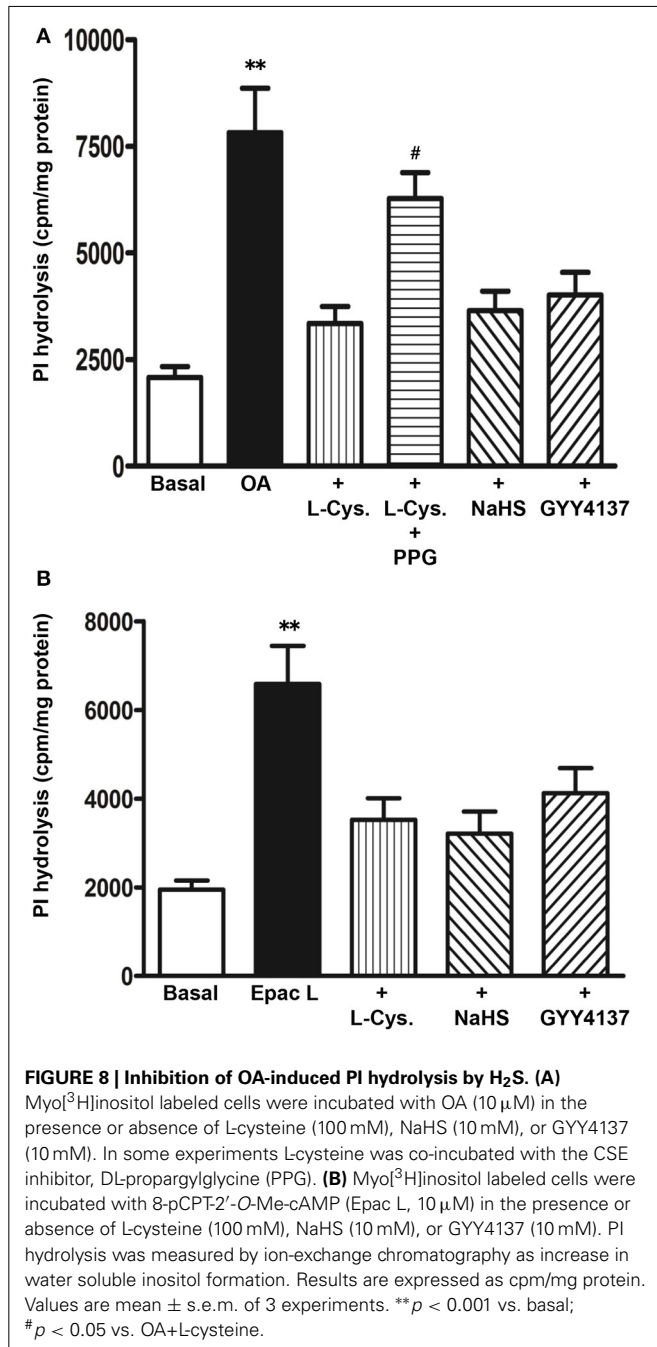 A
PI hydrolysis (cpm/mg protein)
10000
7500
5000
2500
0
**
#
Basal OA + + + +
L-Cys. L-Cys. NaHS GYY4137
+
PPG
B
PI hydrolysis (cpm/mg protein)
8000
6000
4000
2000
0
**
Basal Epac L + + +
L-Cys. NaHS GYY4137
FIGURE 8 | Inhibition of OA-induced PI hydrolysis by H₂S. (A)
Myo[³H]inositol labeled cells were incubated with OA (10 μM) in the
presence or absence of L-cysteine (100 mM), NaHS (10 mM), or GYY4137
(10 mM). In some experiments L-cysteine was co-incubated with the CSE
inhibitor, DL-propargylglycine (PPG). (B) Myo[³H]inositol labeled cells were
incubated with 8-pCPT-2′-O-Me-cAMP (Epac L, 10 μM) in the presence or
absence of L-cysteine (100 mM), NaHS (10 mM), or GYY4137 (10 mM). PI
hydrolysis was measured by ion-exchange chromatography as increase in
water soluble inositol formation. Results are expressed as cpm/mg protein.
Values are mean ± s.e.m. of 3 experiments. **p < 0.001 vs. basal;
#p < 0.05 vs. OA+L-cysteine.